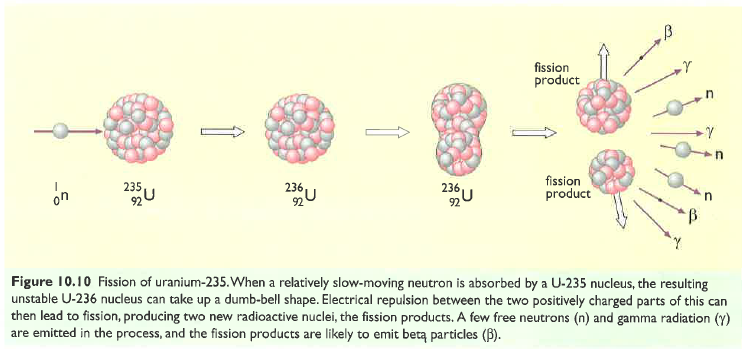 β
γ
fission
product
n
γ
n
fission
product
n
β
γ
1
0n
235
92U
236
92U
236
92U
Figure 10.10 Fission of uranium-235. When a relatively slow-moving neutron is absorbed by a U-235 nucleus, the resulting
unstable U-236 nucleus can take up a dumb-bell shape. Electrical repulsion between the two positively charged parts of this can
then lead to fission, producing two new radioactive nuclei, the fission products. A few free neutrons (n) and gamma radiation (γ)
are emitted in the process, and the fission products are likely to emit beta particles (β).